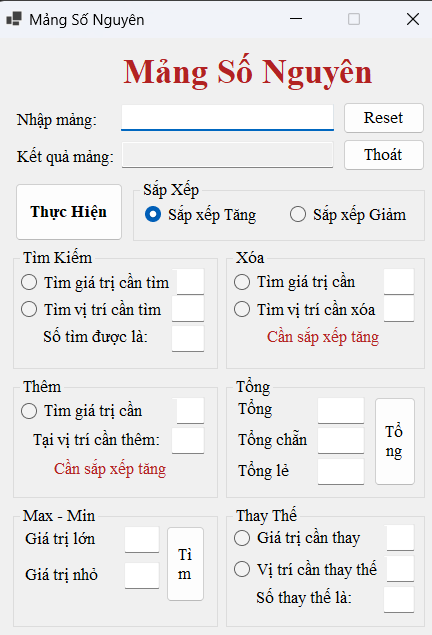 Mảng Số Nguyên
Mảng Số Nguyên
Nhập mảng:
Reset
Kết quả mảng:
Thoát
Thực Hiện
Sắp Xếp
Sắp xếp Tăng
Sắp xếp Giảm
Tìm Kiếm
Tìm giá trị cần tìm
Tìm vị trí cần tìm
Số tìm được là:
Xóa
Tìm giá trị cần
Tìm vị trí cần xóa
Cần sắp xếp tăng
Thêm
Tìm giá trị cần
Tại vị trí cần thêm:
Cần sắp xếp tăng
Tổng
Tổng
Tổng chẵn
Tổng lẻ
Tổ
ng
Max - Min
Giá trị lớn
Giá trị nhỏ
Tì
m
Thay Thế
Giá trị cần thay
Vị trí cần thay thế
Số thay thế là: